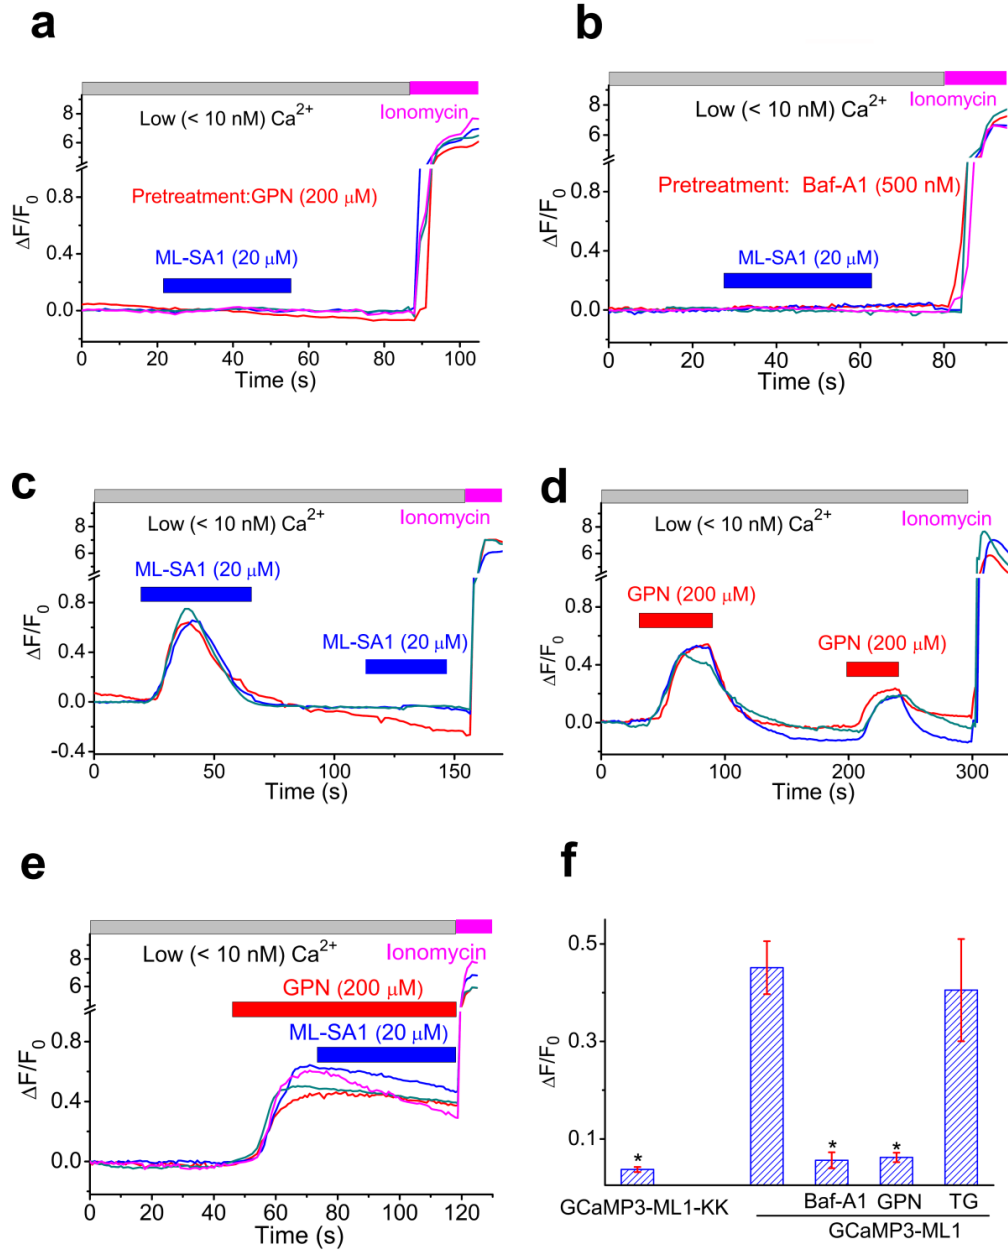 a
Low (< 10 nM) Ca2+
Ionomycin
8
6
0.8
0.4
0.0
ΔF/F0
Pretreatment:GPN (200 μM)
ML-SA1 (20 μM)
0 20 40 60 80 100
Time (s)
b
Low (< 10 nM) Ca2+
Ionomycin
8
6
0.8
0.4
0.0
ΔF/F0
Pretreatment: Baf-A1 (500 nM)
ML-SA1 (20 μM)
0 20 40 60 80
Time (s)
c
Low (< 10 nM) Ca2+
Ionomycin
8
6
0.8
0.4
0.0
-0.4
ΔF/F0
ML-SA1 (20 μM)
ML-SA1 (20 μM)
0 50 100 150
Time (s)
d
Low (< 10 nM) Ca2+
Ionomycin
8
6
0.8
0.4
0.0
ΔF/F0
GPN (200 μM)
GPN (200 μM)
0 100 200 300
Time (s)
e
Low (< 10 nM) Ca2+
Ionomycin
8
6
0.8
0.4
0.0
ΔF/F0
GPN (200 μM)
ML-SA1 (20 μM)
0 20 40 60 80 100 120
Time (s)
f
0.5
0.3
0.1
ΔF/F0
* * *
GCaMP3-ML1-KK
Baf-A1 GPN TG
GCaMP3-ML1